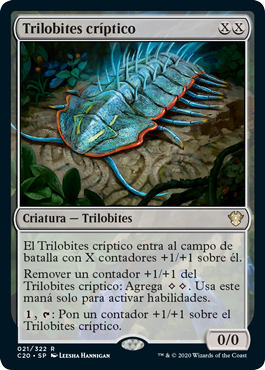 Trilobites críptico XX
Criatura — Trilobites
El Trilobites críptico entra al campo de
batalla con X contadores +1/+1 sobre él.
Remover un contador +1/+1 del
Trilobites críptico: Agrega ◇◇. Usa este
maná solo para activar habilidades.
1, T: Pon un contador +1/+1 sobre el
Trilobites críptico.
0/0
021/322 R
C20 • SP LEESHA HANNIGAN
™ & © 2020 Wizards of the Coast